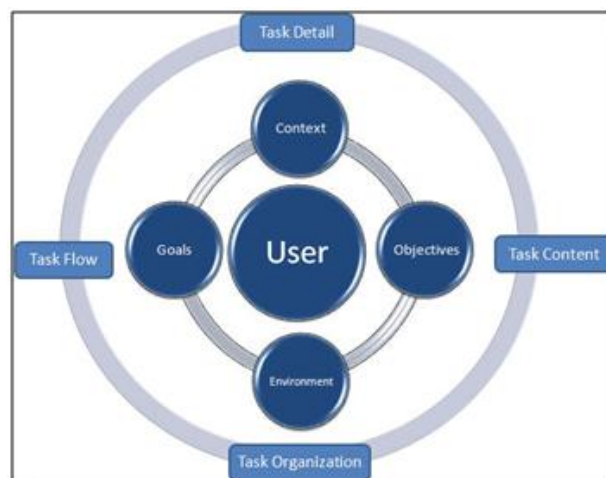 Task Detail
Context
Goals
User
Objectives
Task Flow
Task Content
Environment
Task Organization